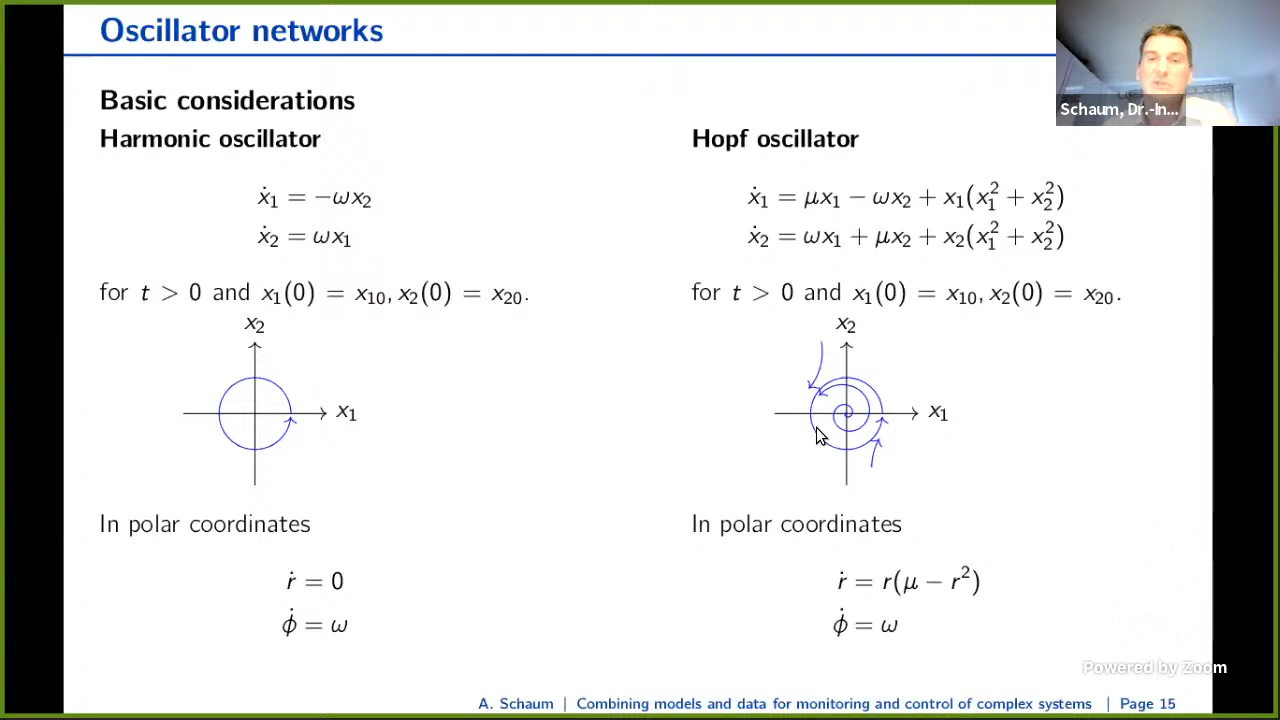 Oscillator networks
Schaum, Dr.-In...
Basic considerations
Harmonic oscillator
ẋ₁ = −ωx₂
ẋ₂ = ωx₁
for t > 0 and x₁(0) = x₁₀, x₂(0) = x₂₀.
x₂
x₁
In polar coordinates
ṙ = 0
ϕ̇ = ω
Hopf oscillator
ẋ₁ = μx₁ − ωx₂ + x₁(x₁² + x₂²)
ẋ₂ = ωx₁ + μx₂ + x₂(x₁² + x₂²)
for t > 0 and x₁(0) = x₁₀, x₂(0) = x₂₀.
x₂
x₁
In polar coordinates
ṙ = r(μ − r²)
ϕ̇ = ω
Powered by Zoom
A. Schaum | Combining models and data for monitoring and control of complex systems | Page 15